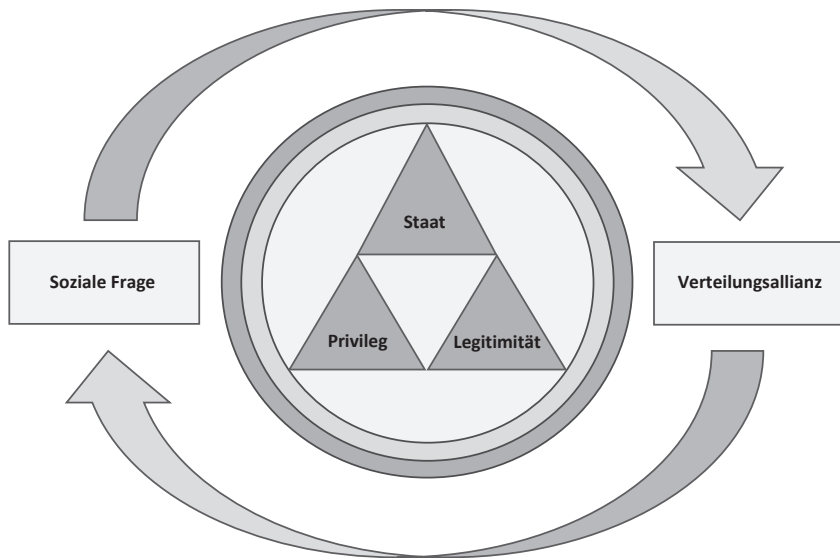 Staat
Soziale Frage
Verteilungsallianz
Privileg
Legitimität